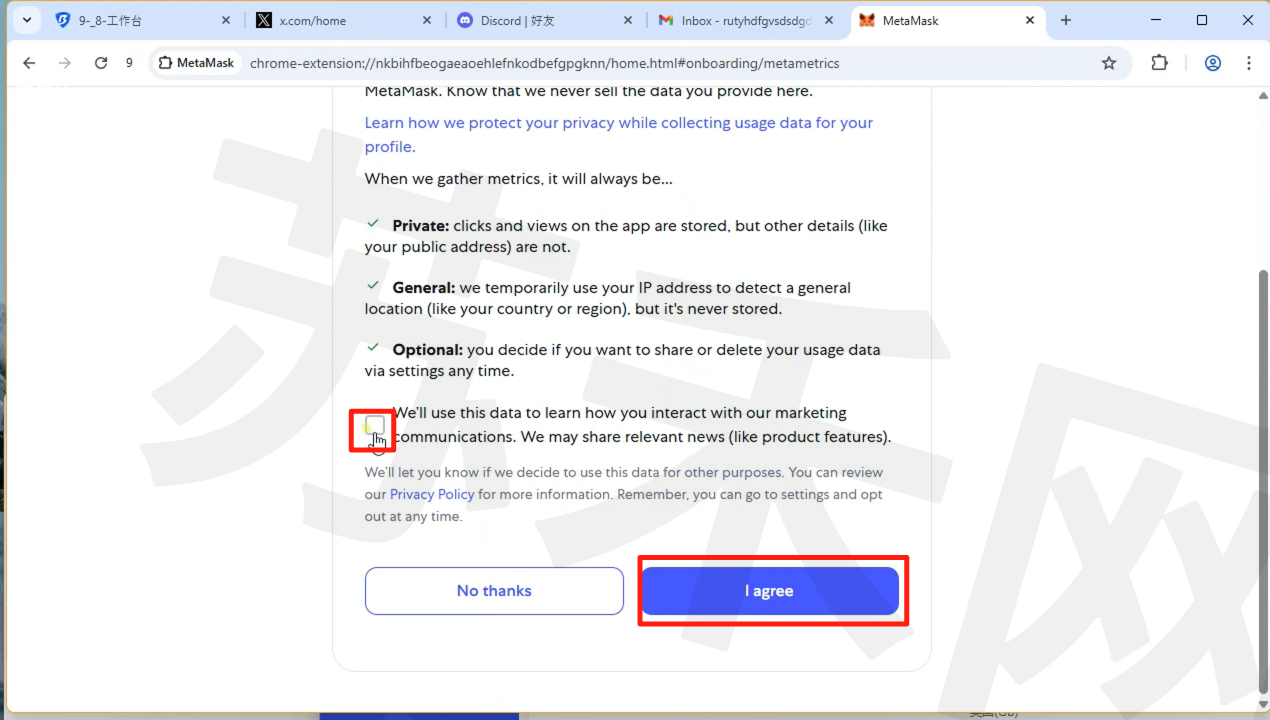 9-_8-工作台
x.com/home
Discord | 好友
Inbox - rutyhdfgvsdsdgd
MetaMask
9
MetaMask
chrome-extension://nkbihfbeogaeaoehlefnkodbefgpgknn/home.html#onboarding/metametrics
MetaMask. Know that we never sell the data you provide here.
Learn how we protect your privacy while collecting usage data for your
profile.
When we gather metrics, it will always be...
Private: clicks and views on the app are stored, but other details (like
your public address) are not.
General: we temporarily use your IP address to detect a general
location (like your country or region), but it's never stored.
Optional: you decide if you want to share or delete your usage data
via settings any time.
We'll use this data to learn how you interact with our marketing
communications. We may share relevant news (like product features).
We'll let you know if we decide to use this data for other purposes. You can review
our Privacy Policy for more information. Remember, you can go to settings and opt
out at any time.
No thanks
I agree
苏天网